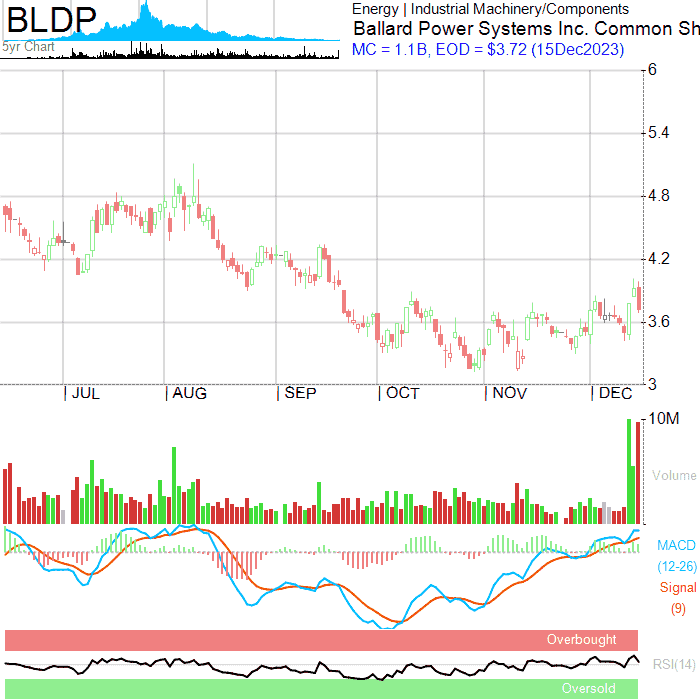 BLDP
5yr Chart
Energy | Industrial Machinery/Components
Ballard Power Systems Inc. Common Sh
MC = 1.1B, EOD = $3.72 (15Dec2023)
6
5.4
4.8
4.2
3.6
3
| JUL | AUG | SEP | OCT | NOV | DEC
10M
Volume
MACD
(12-26)
Signal
(9)
Overbought
RSI(14)
Oversold